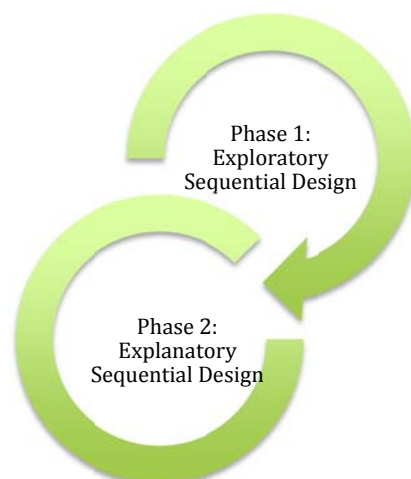 Phase 1:
Exploratory
Sequential Design
Phase 2:
Explanatory
Sequential Design